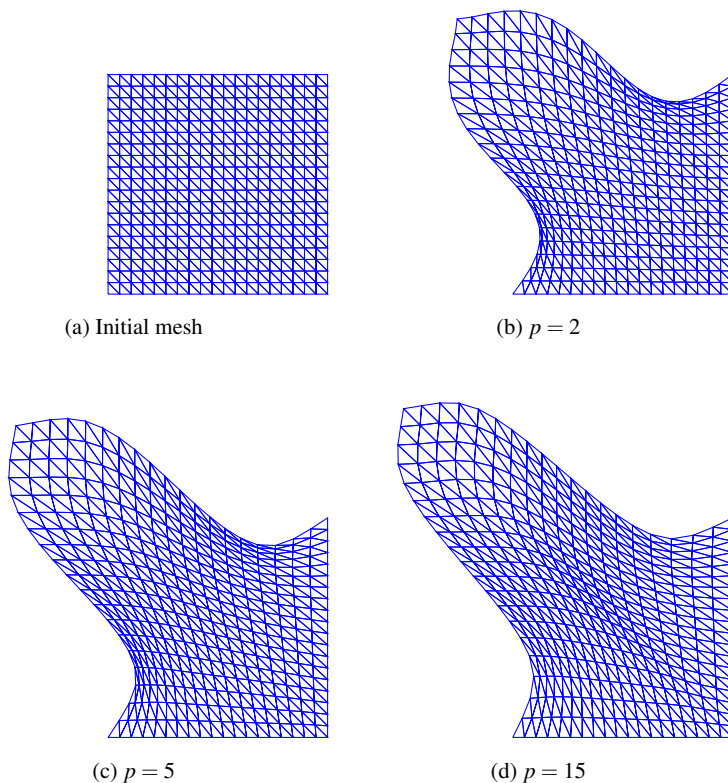 (a) Initial mesh
(b) p = 2
(c) p = 5
(d) p = 15